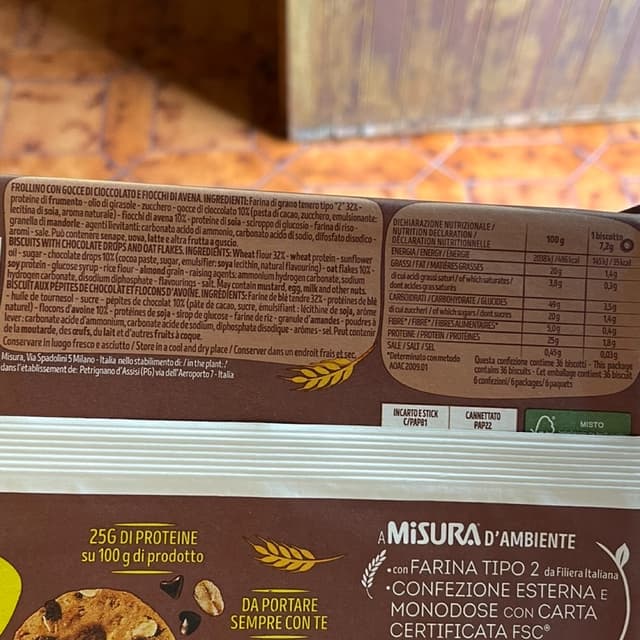 FROLLINO CON GOCCE DI CIOCCOLATO E FIOCCHI DI AVENA. INGREDIENTI: Farina di grano tenero tipo "2" 32% -
proteine di frumento - olio di girasole - zucchero - gocce di cioccolato 10% (pasta di cacao, zucchero, emulsionante:
lecitina di soia, aroma naturale) - fiocchi di avena 10% - proteine di soia - sciroppo di glucosio - farina di riso -
granella di mandorle - agenti lievitanti: carbonato acido di ammonio, carbonato acido di sodio, difosfato disodico -
aromi - sale. Può contenere senape, uova, latte e altra frutta a guscio.
BISCUITS WITH CHOCOLATE DROPS AND OAT FLAKES. INGREDIENTS: Wheat flour 32% - wheat protein - sunflower
oil - sugar - chocolate drops 10% (cocoa paste, sugar, emulsifier: soya lecithin, natural flavouring) - oat flakes 10% -
soy protein - glucose syrup - rice flour - almond grain - raising agents: ammonium hydrogen carbonate, sodium
hydrogen carbonate, disodium diphosphate - flavourings - salt. May contain mustard, egg, milk and other nuts.
BISCUIT AUX PÉPITES DE CHOCOLAT ET FLOCONS D'AVOINE. INGRÉDIENTS: Farine de blé tendre 32% - protéines de blé
- huile de tournesol - sucre - pépites de chocolat 10% (pâte de cacao, sucre, émulsifiant: lécithine de soja, arôme
naturel) - flocons d'avoine 10% - protéines de soja - sirop de glucose - farine de riz - granule d'amandes - poudres à
lever: carbonate acide d'ammonium, carbonate acide de sodium, diphosphate disodique - arômes - sel. Peut contenir
de la moutarde, des œufs, du lait et d'autres fruits à coque.
Conservare in luogo fresco e asciutto / Store in a cool and dry place / Conserver dans un endroit frais et sec.
Misura, Via Spadolini 5 Milano - Italia nello stabilimento di: / in the plant: /
dans l'établissement de: Petrignano d'Assisi (PG) via dell'Aeroporto 7 - Italia
DICHIARAZIONE NUTRIZIONALE /
NUTRITION DECLARATION /
DÉCLARATION NUTRITIONNELLE
100 g
1 biscotto
7,2g
ENERGIA / ENERGY / ÉNERGIE 2038 kJ / 486 kcal 145 kJ / 35 kcal
GRASSI / FAT / MATIÈRES GRASSES 20 g 1,4g
di cui acidi grassi saturi / of which saturates /
dont acides gras saturés 3,8 g 0,3g
CARBOIDRATI / CARBOHYDRATE / GLUCIDES 49 g 3,5g
di cui zuccheri / of which sugars / dont sucres 20 g 1,4g
FIBRE* / FIBRE* / FIBRES ALIMENTAIRES* 5,0 g 0,4g
PROTEINE / PROTEIN / PROTÉINES 25g 1,8g
SALE / SALT / SEL 0,45g 0,03g
*Determinato con metodo
AOAC 2009.01
Questa confezione contiene 36 biscotti - This package
contains 36 biscuits - Cet emballage contient 36 biscuits
6 confezioni / 6 packages / 6 paquets
INCARTO E STICK
C/PAP81
CANNETTATO
PAP22
MISTO
25G DI PROTEINE
su 100 g di prodotto
DA PORTARE
SEMPRE CON TE
A MISURA D'AMBIENTE
• con FARINA TIPO 2 da Filiera Italiana
• CONFEZIONE ESTERNA E
MONODOSE CON CARTA
CERTIFICATA FSC®